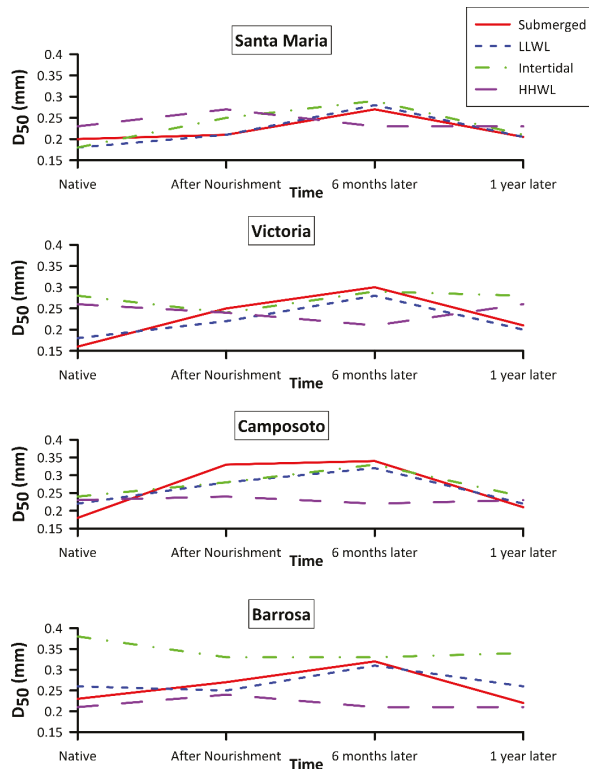 Santa Maria
Submerged
LLWL
Intertidal
HHWL
D50 (mm)
0.4
0.35
0.3
0.25
0.2
0.15
Native
After Nourishment
6 months later
1 year later
Time
Victoria
D50 (mm)
0.4
0.35
0.3
0.25
0.2
0.15
Native
After Nourishment
6 months later
1 year later
Time
Camposoto
D50 (mm)
0.4
0.35
0.3
0.25
0.2
0.15
Native
After Nourishment
6 months later
1 year later
Time
Barrosa
D50 (mm)
0.4
0.35
0.3
0.25
0.2
0.15
Native
After Nourishment
6 months later
1 year later
Time